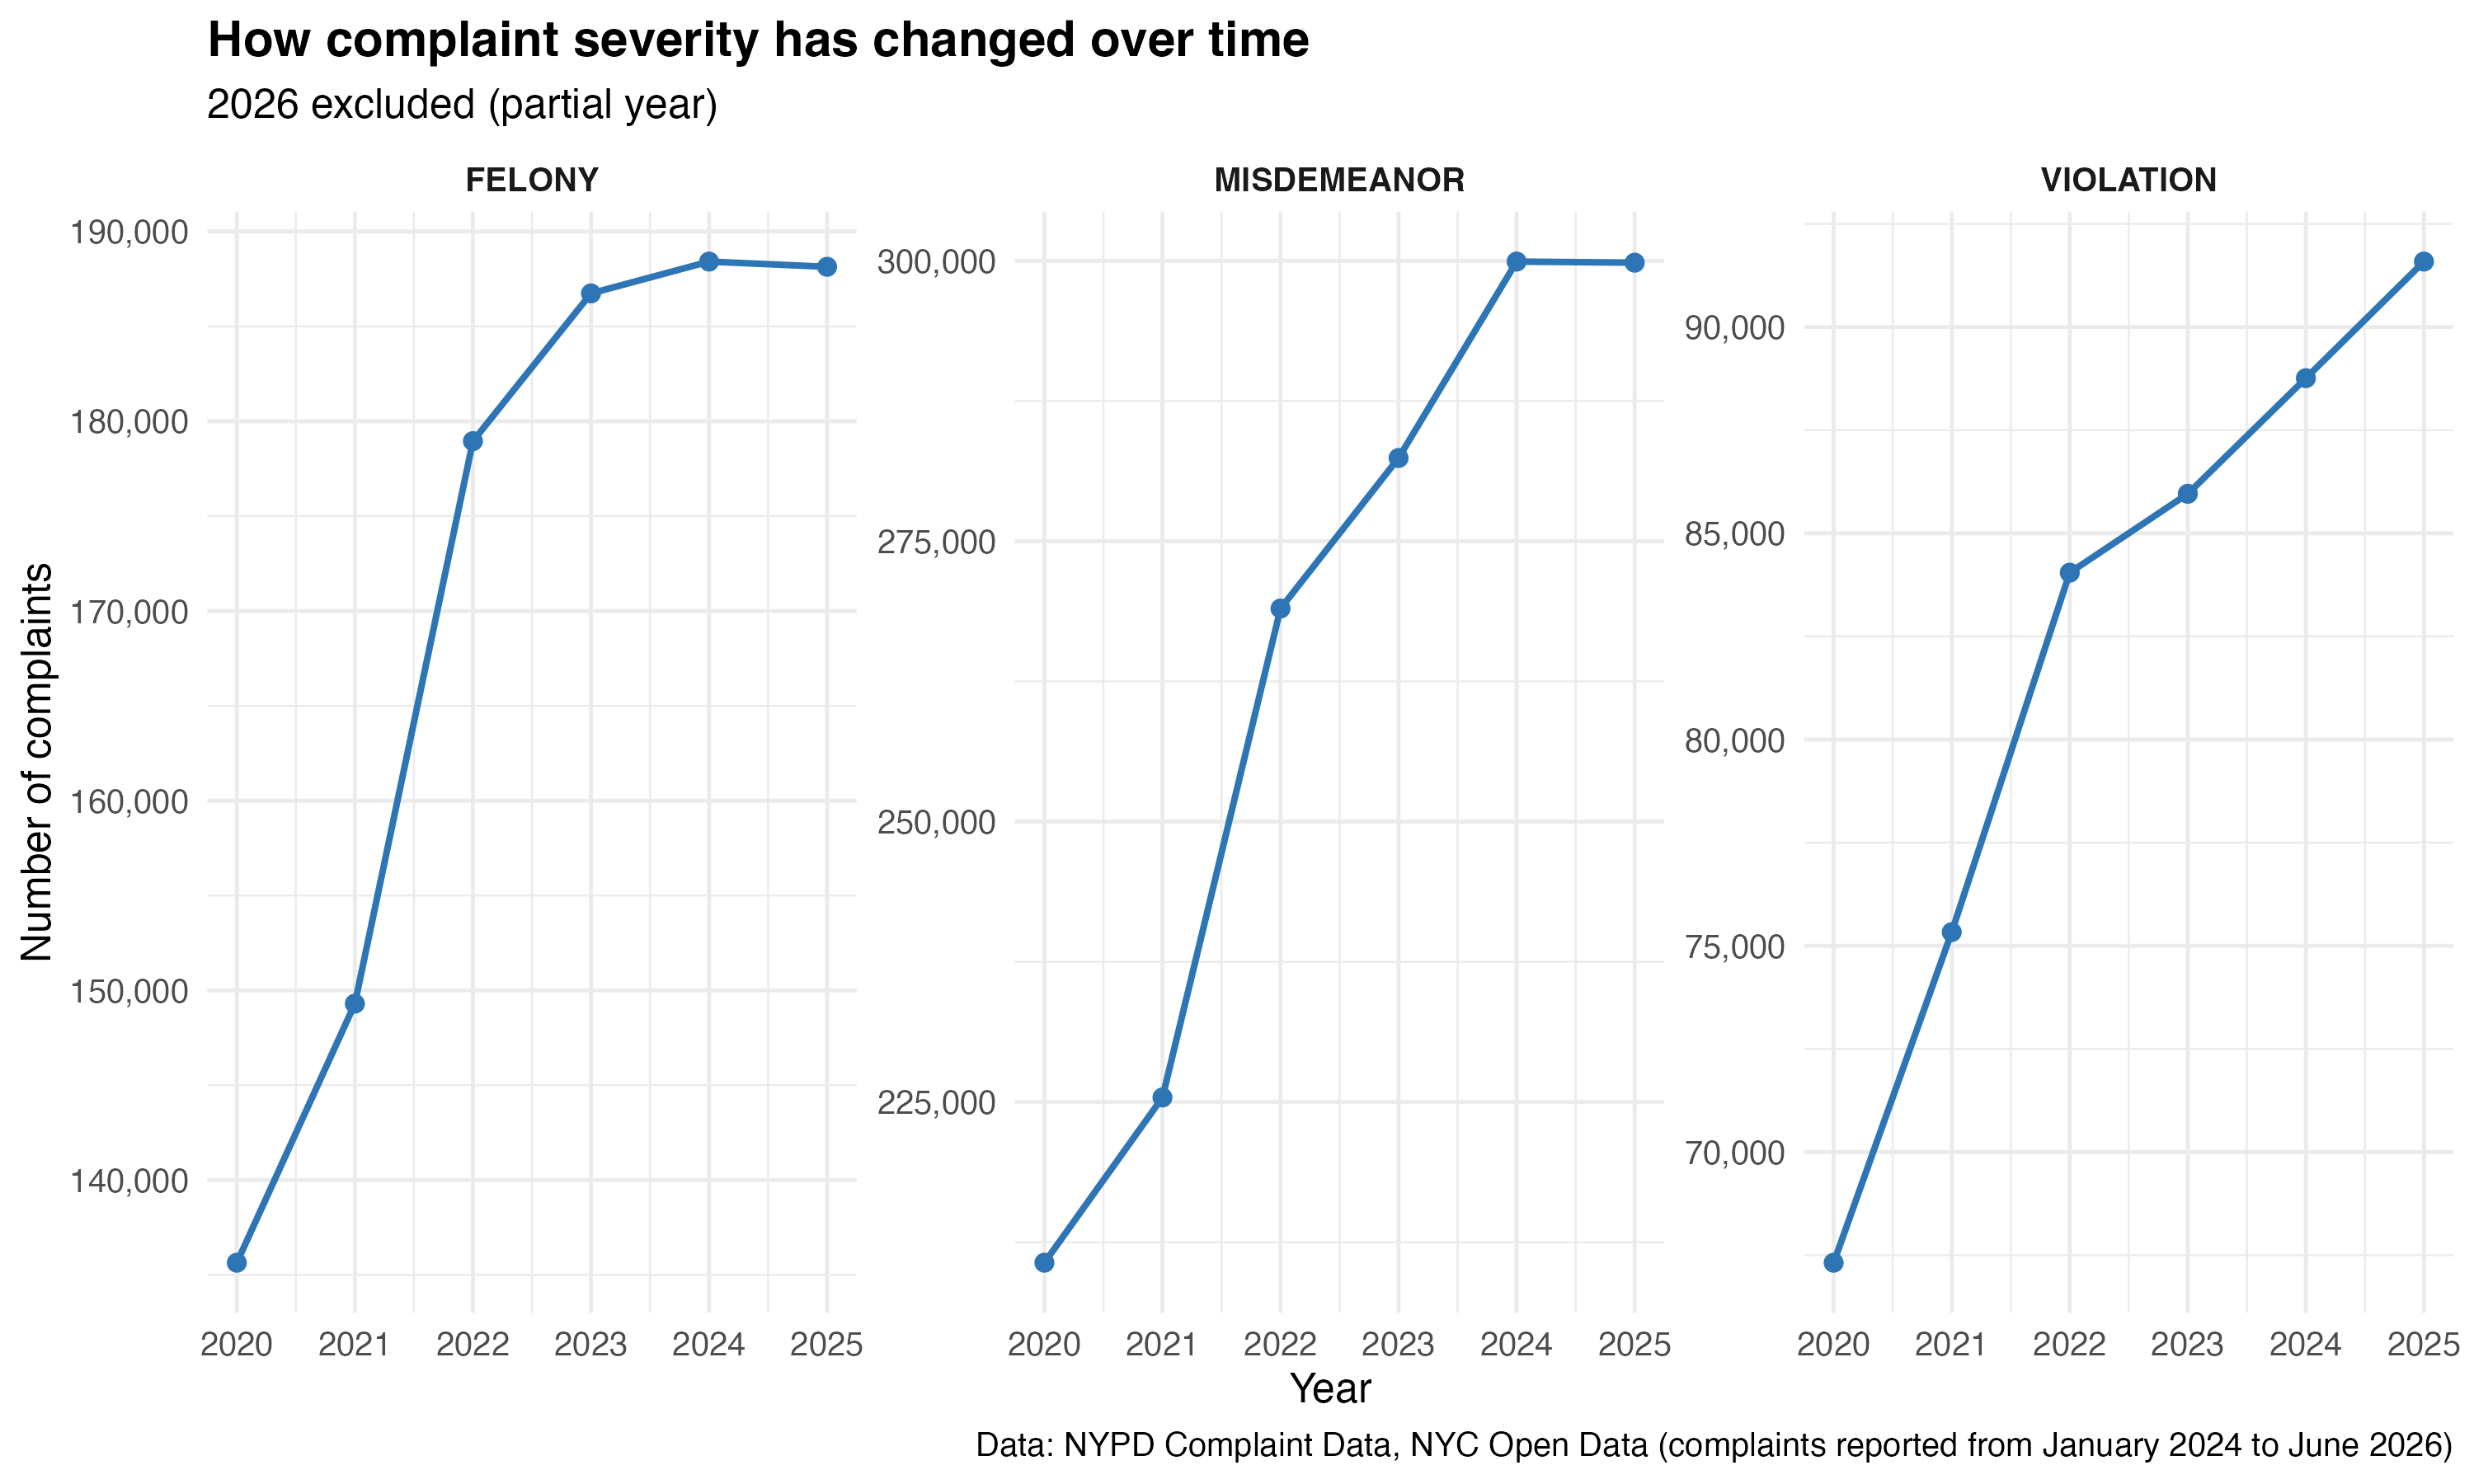 How complaint severity has changed over time
2026 excluded (partial year)
FELONY
MISDEMEANOR
VIOLATION
Number of complaints
190,000
180,000
170,000
160,000
150,000
140,000
300,000
275,000
250,000
225,000
90,000
85,000
80,000
75,000
70,000
2020 2021 2022 2023 2024 2025
2020 2021 2022 2023 2024 2025
2020 2021 2022 2023 2024 2025
Year
Data: NYPD Complaint Data, NYC Open Data (complaints reported from January 2024 to June 2026)